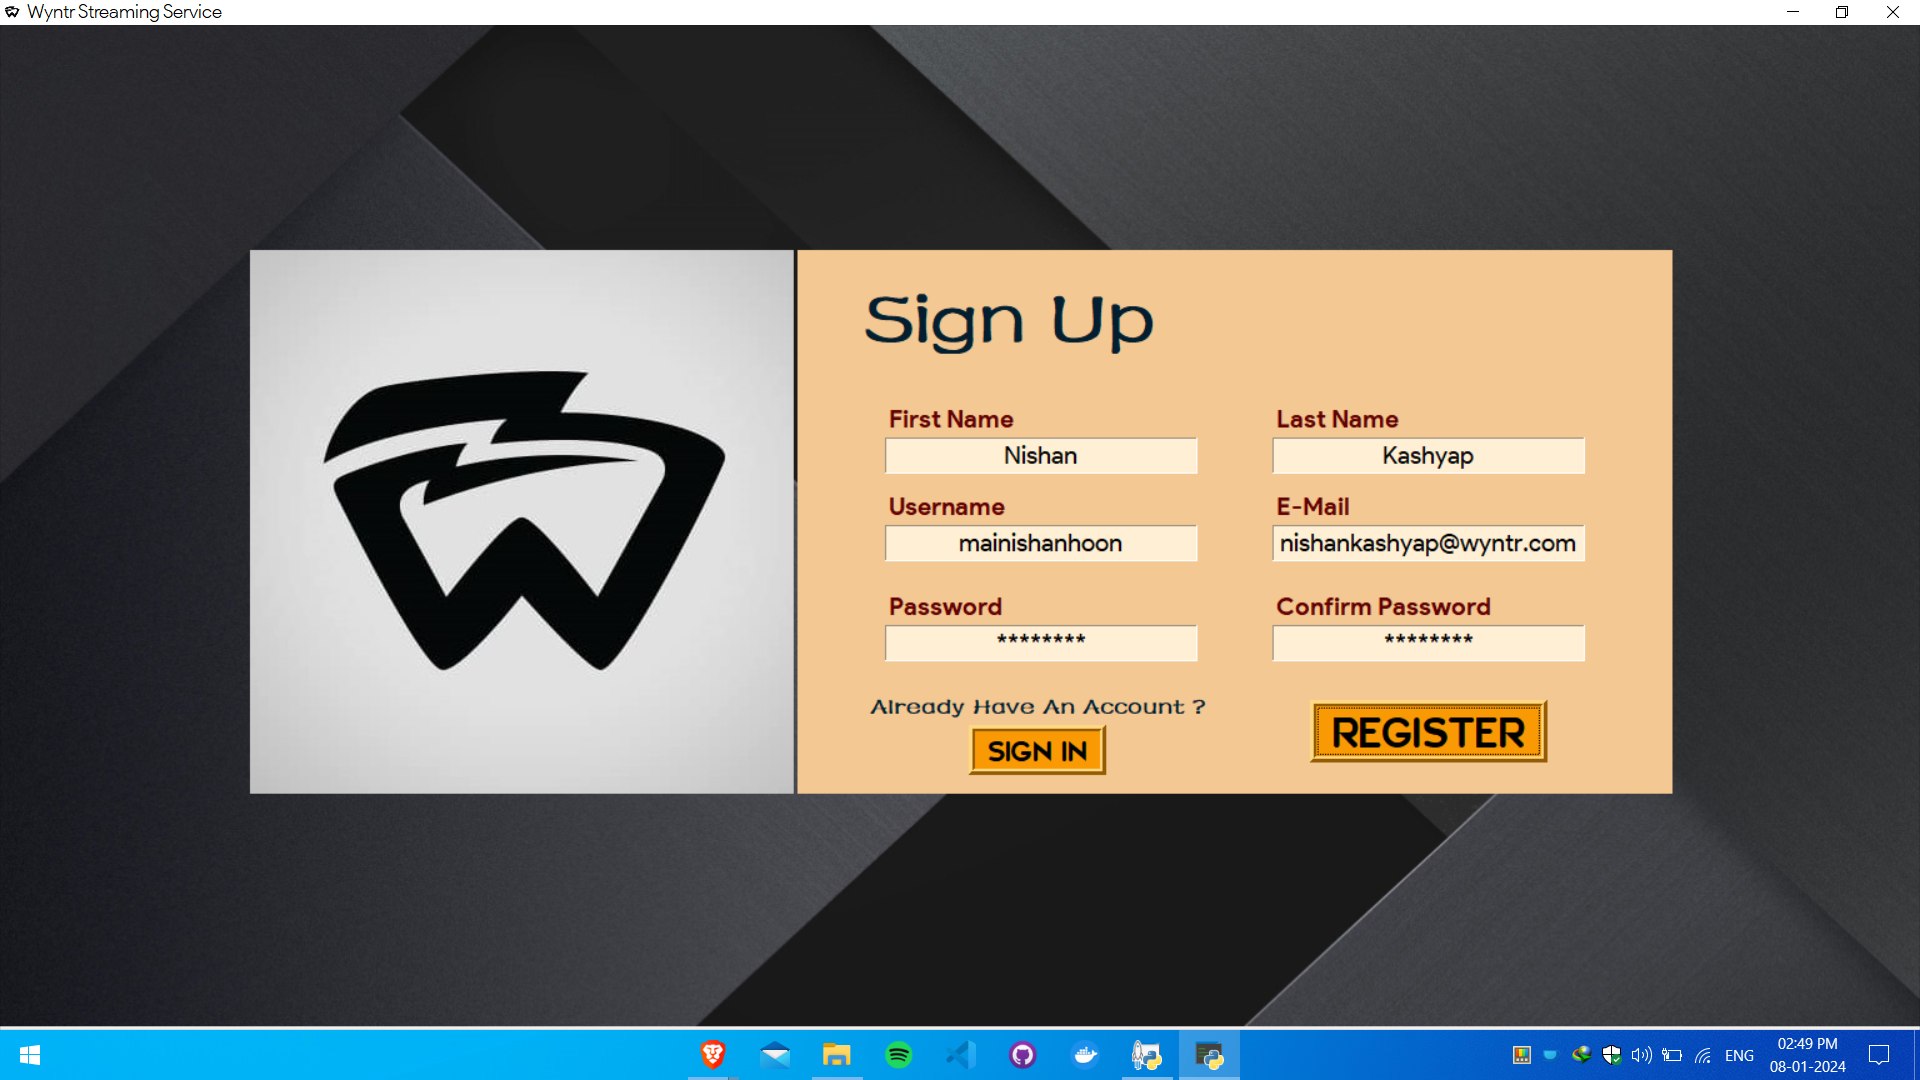 Wyntr Streaming Service
Sign Up
First Name
Last Name
Nishan
Kashyap
Username
E-Mail
mainishanhoon
nishankashyap@wyntr.com
Password
Confirm Password
********
********
Already Have An Account ?
SIGN IN
REGISTER
ENG
02:49 PM
08-01-2024